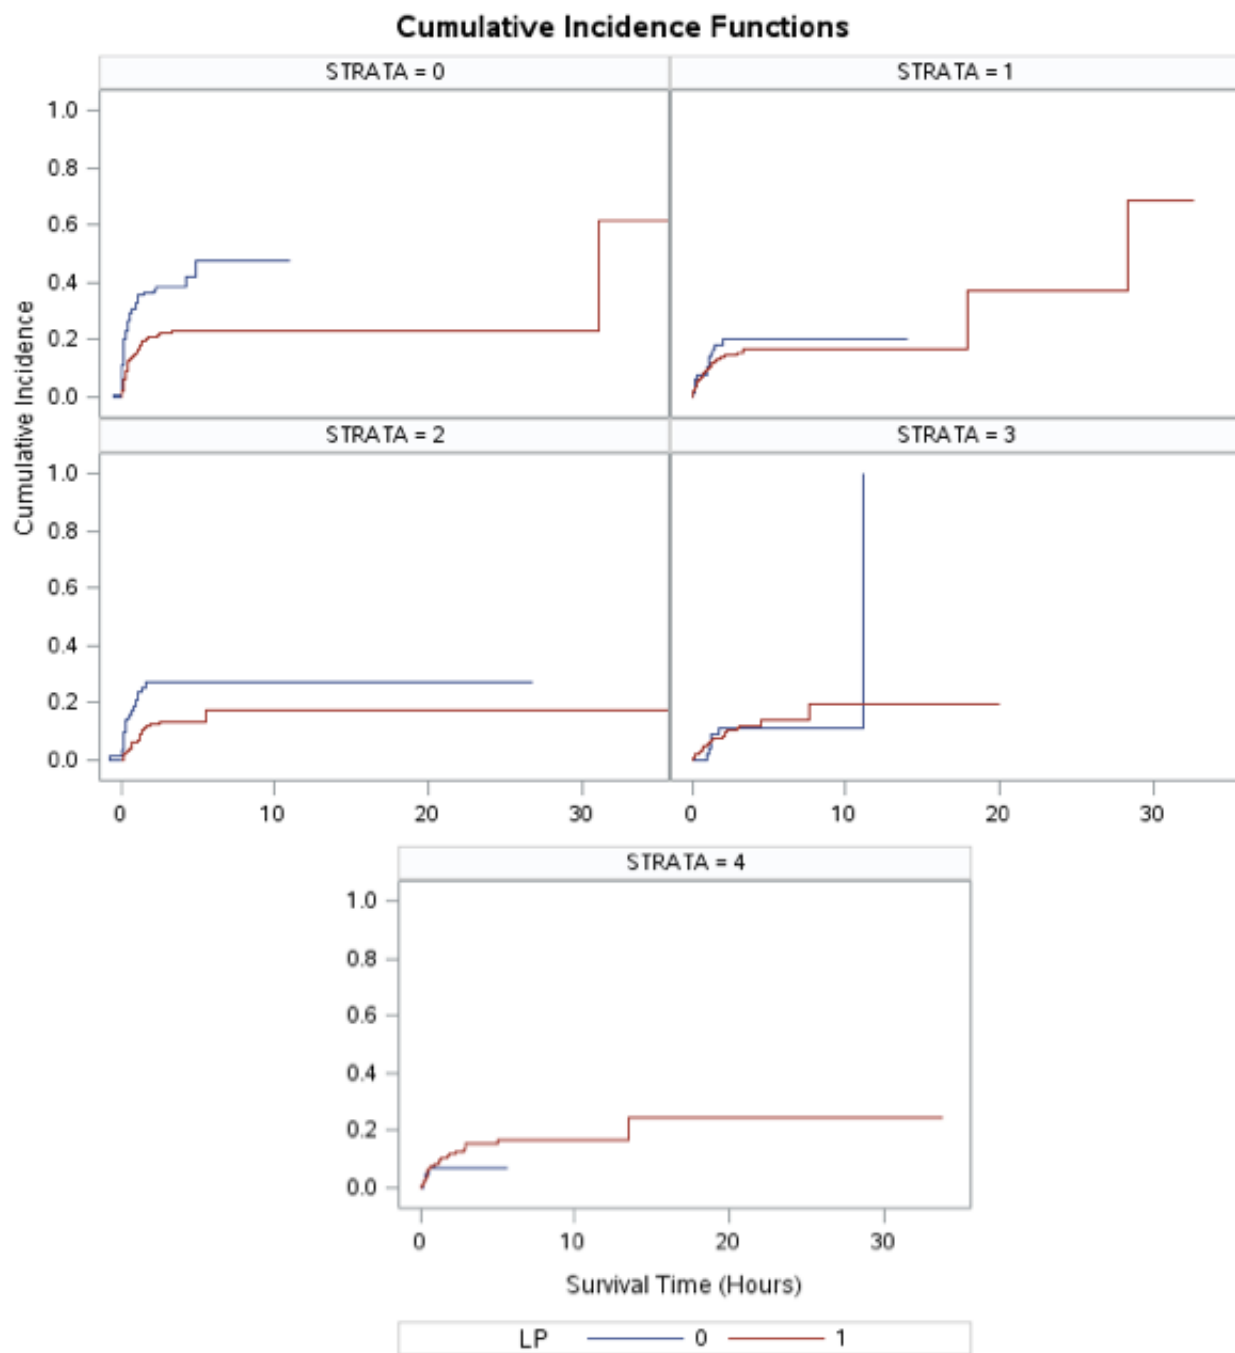 Cumulative Incidence Functions
STRATA = 0
STRATA = 1
1.0
0.8
0.6
0.4
0.2
0.0
Cumulative Incidence
STRATA = 2
STRATA = 3
1.0
0.8
0.6
0.4
0.2
0.0
0 10 20 30
0 10 20 30
STRATA = 4
1.0
0.8
0.6
0.4
0.2
0.0
0 10 20 30
Survival Time (Hours)
LP 0 1